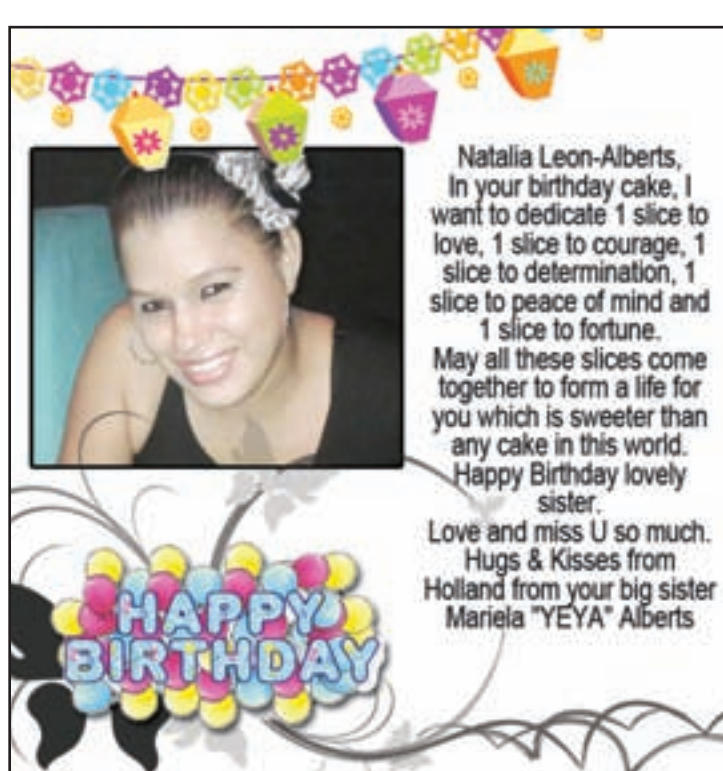 Natalia Leon-Alberts,
In your birthday cake, I
want to dedicate 1 slice to
love, 1 slice to courage, 1
slice to determination, 1
slice to peace of mind and
1 slice to fortune.
May all these slices come
together to form a life for
you which is sweeter than
any cake in this world.
Happy Birthday lovely
sister.
Love and miss U so much.
Hugs & Kisses from
Holland from your big sister
Mariela "YEYA" Alberts
HAPPY
BIRTHDAY